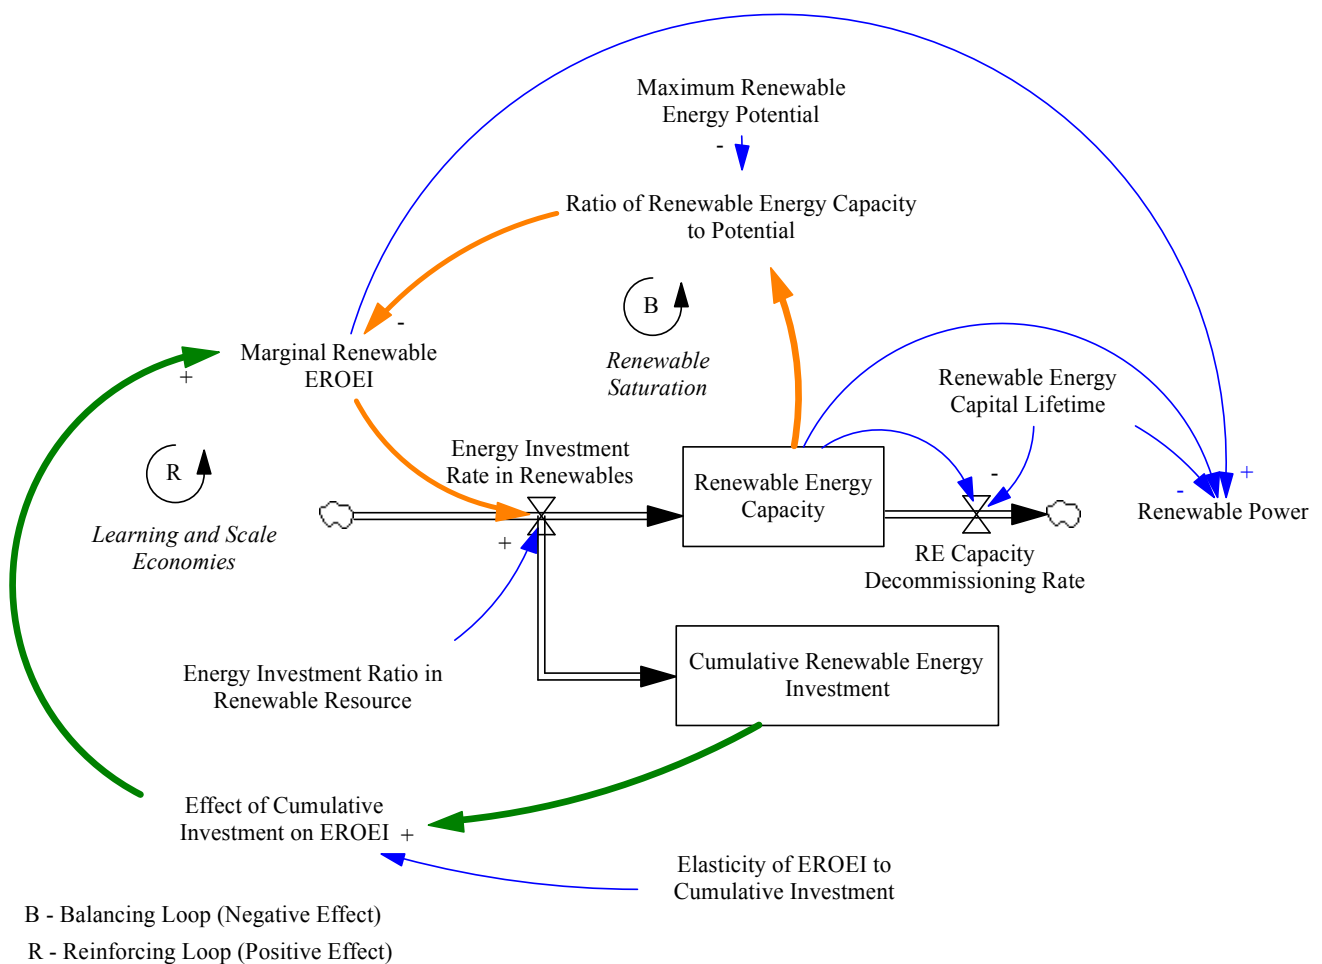 Maximum Renewable
Energy Potential
-
Ratio of Renewable Energy Capacity
to Potential
B
Renewable
Saturation
-
Marginal Renewable
EROEI
+
Renewable Energy
Capital Lifetime
R
Learning and Scale
Economies
Energy Investment
Rate in Renewables
+
Renewable Energy
Capacity
-
RE Capacity
Decommissioning Rate
+
-
Renewable Power
Energy Investment Ratio in
Renewable Resource
Cumulative Renewable Energy
Investment
Effect of Cumulative
Investment on EROEI +
Elasticity of EROEI to
Cumulative Investment
B - Balancing Loop (Negative Effect)
R - Reinforcing Loop (Positive Effect)